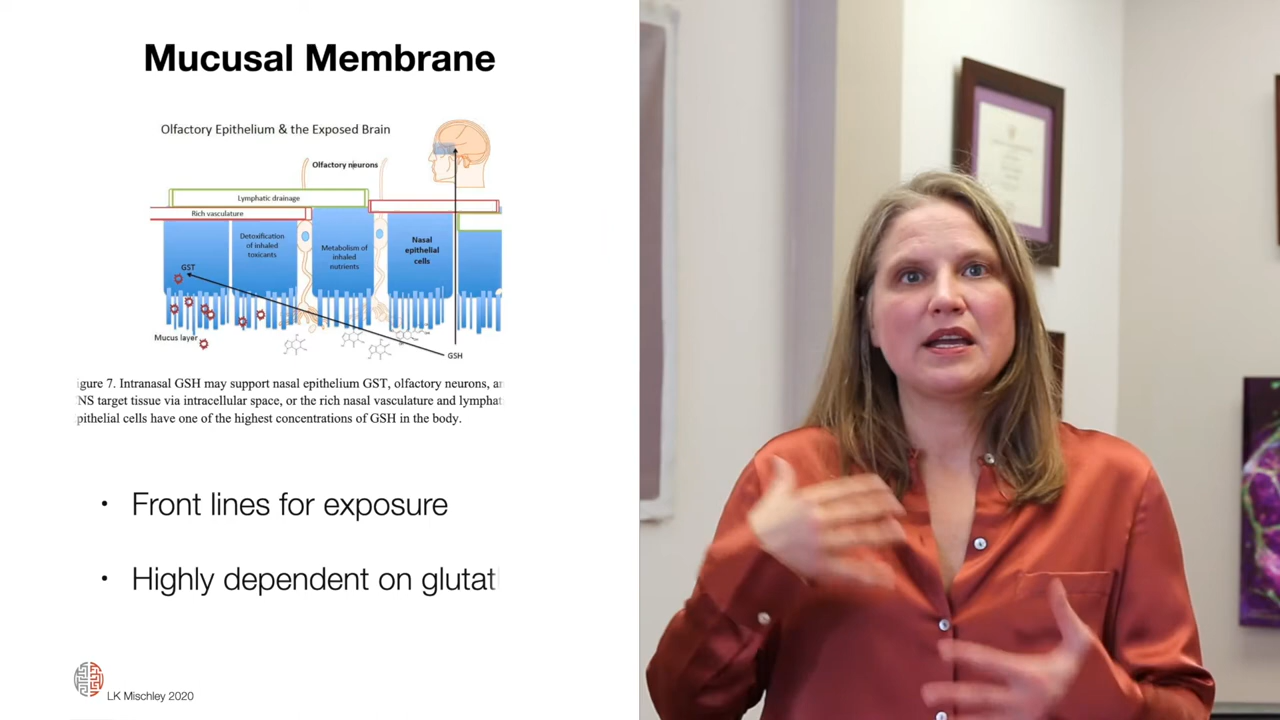 Mucusal Membrane
Olfactory Epithelium & the Exposed Brain
Olfactory neurons
Lymphatic drainage
Rich vasculature
Detoxification
of inhaled
toxicants
Metabolism of
inhaled
nutrients
Nasal
epithelial
cells
GST
Mucus layer
GSH
igure 7. Intranasal GSH may support nasal epithelium GST, olfactory neurons, a
NS target tissue via intracellular space, or the rich nasal vasculature and lympha
pithelial cells have one of the highest concentrations of GSH in the body.
• Front lines for exposure
• Highly dependent on glutat
LK Mischley 2020